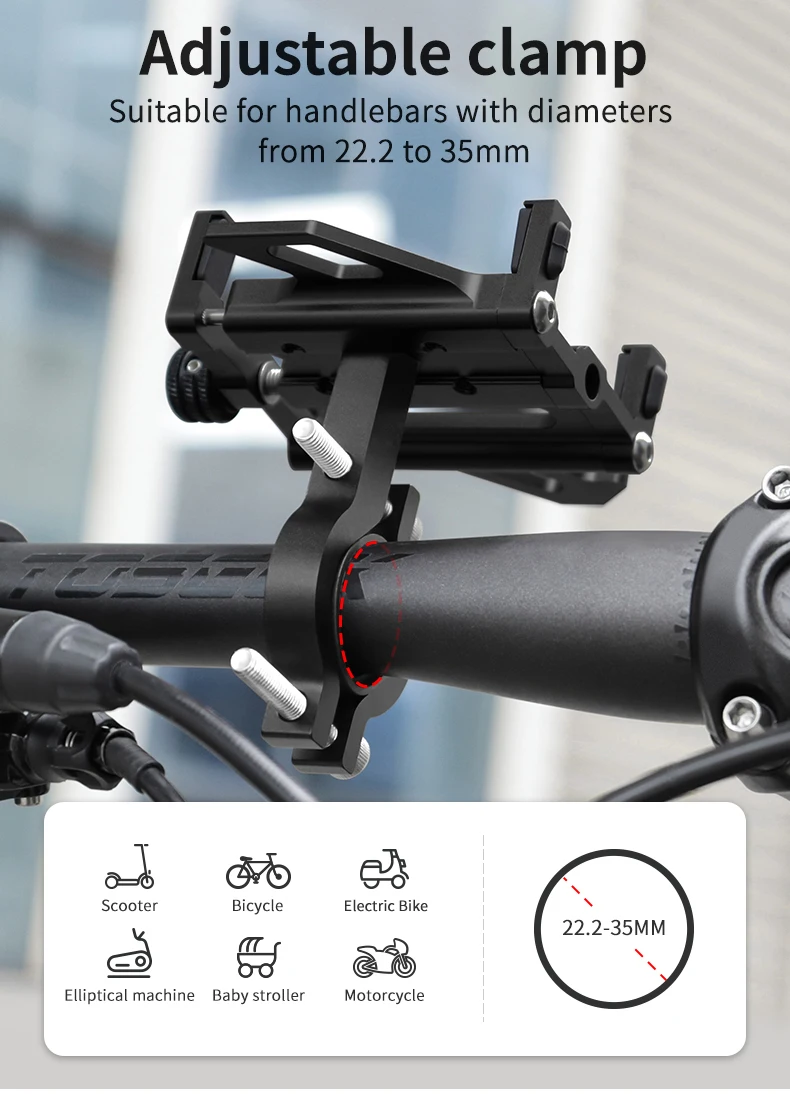 Adjustable clamp
Suitable for handlebars with diameters
from 22.2 to 35mm
Scooter
Bicycle
Electric Bike
Elliptical machine
Baby stroller
Motorcycle
22.2-35MM